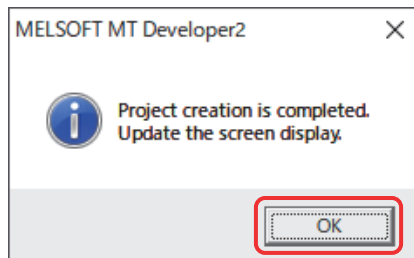 MELSOFT MT Developer2
Project creation is completed.
Update the screen display.
OK